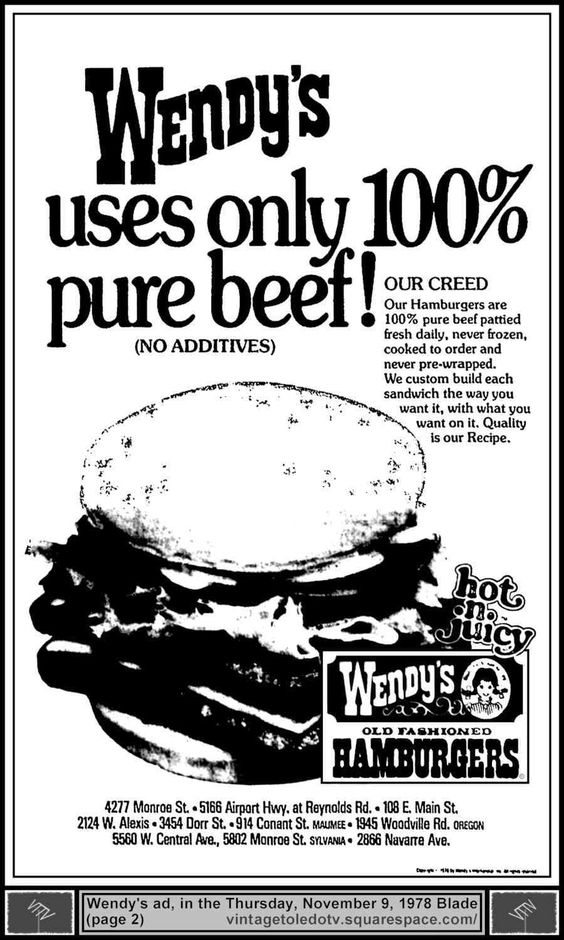 WENDY'S
uses only 100%
pure beef!
(NO ADDITIVES)
OUR CREED
Our Hamburgers are
100% pure beef pattied
fresh daily, never frozen,
cooked to order and
never pre-wrapped.
We custom build each
sandwich the way you
want it, with what you
want on it. Quality
is our Recipe.
hot
n'
juicy
WENDY'S
OLD FASHIONED
HAMBURGERS
4277 Monroe St. • 5166 Airport Hwy. at Reynolds Rd. • 108 E. Main St.
2124 W. Alexis • 3454 Dorr St. • 914 Conant St. MAUMEE • 1945 Woodville Rd. OREGON
5560 W. Central Ave., 5802 Monroe St. SYLVANIA • 2866 Navarre Ave.
VTV
Wendy's ad, in the Thursday, November 9, 1978 Blade
(page 2) vintagetoledotv.squarespace.com/
VTV